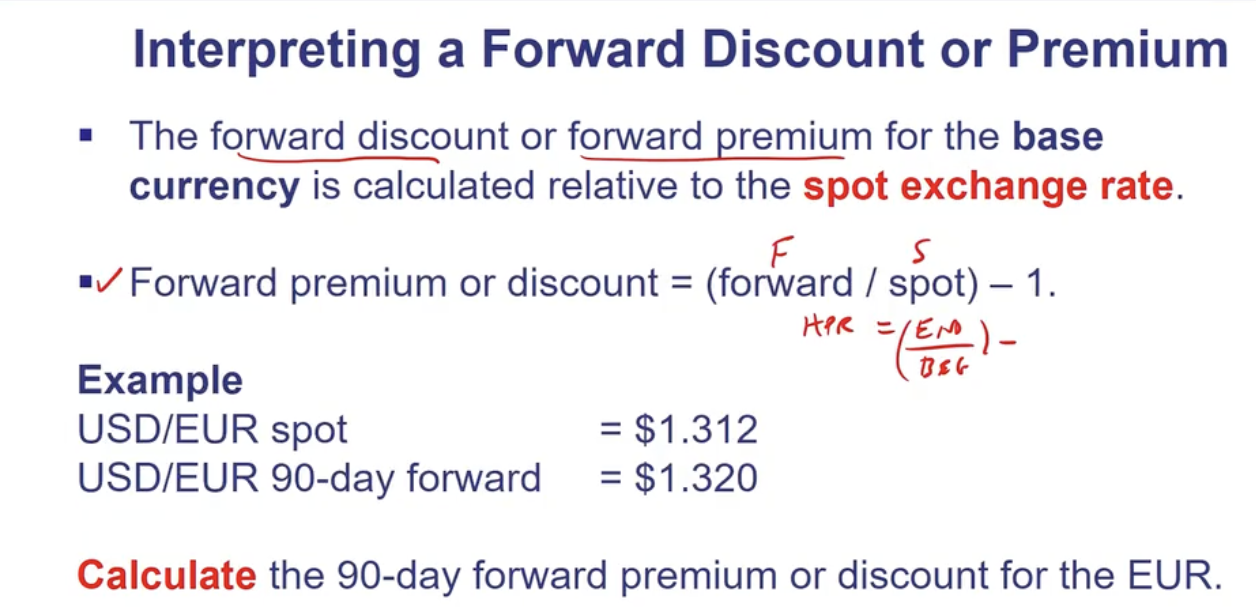 Interpreting a Forward Discount or Premium
▪ The forward discount or forward premium for the base
currency is calculated relative to the spot exchange rate.
F S
▪✓ Forward premium or discount = (forward / spot) – 1.
HPR = (END / BEG) –
Example
USD/EUR spot = $1.312
USD/EUR 90-day forward = $1.320
Calculate the 90-day forward premium or discount for the EUR.